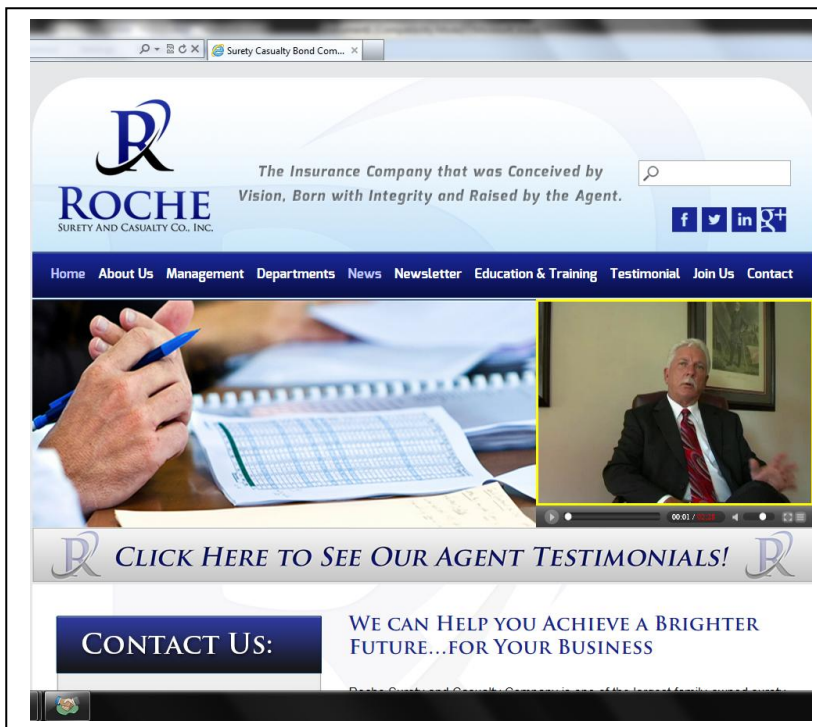 Surety Casualty Bond Com...
ROCHE
SURETY AND CASUALTY CO., INC.
The Insurance Company that was Conceived by
Vision, Born with Integrity and Raised by the Agent.
f in g+
Home About Us Management Departments News Newsletter Education & Training Testimonial Join Us Contact
00:01 /
CLICK HERE TO SEE OUR AGENT TESTIMONIALS!
CONTACT US:
WE CAN HELP YOU ACHIEVE A BRIGHTER
FUTURE...FOR YOUR BUSINESS